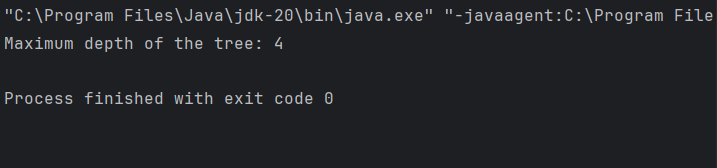 "C:\Program Files\Java\jdk-20\bin\java.exe" "-javaagent:C:\Program File
Maximum depth of the tree: 4
Process finished with exit code 0